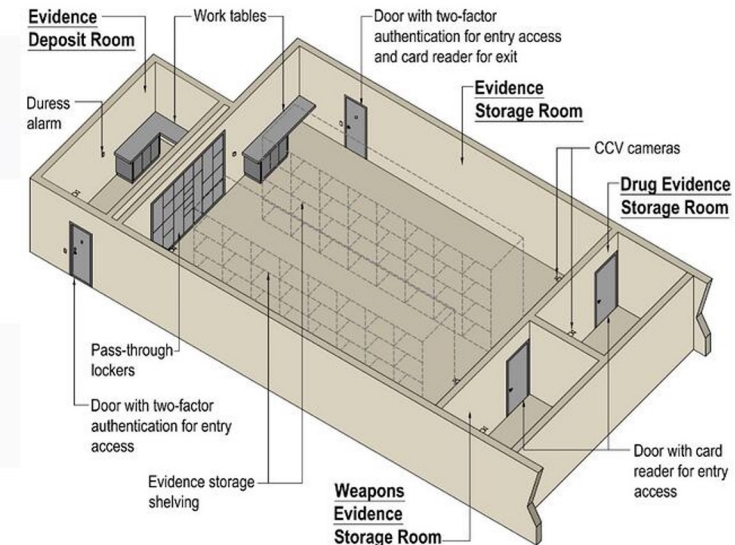 Evidence
Deposit Room
Work tables
Door with two-factor
authentication for entry access
and card reader for exit
Duress
alarm
Evidence
Storage Room
CCV cameras
Drug Evidence
Storage Room
Pass-through
lockers
Door with two-factor
authentication for entry
access
Evidence storage
shelving
Weapons
Evidence
Storage Room
Door with card
reader for entry
access